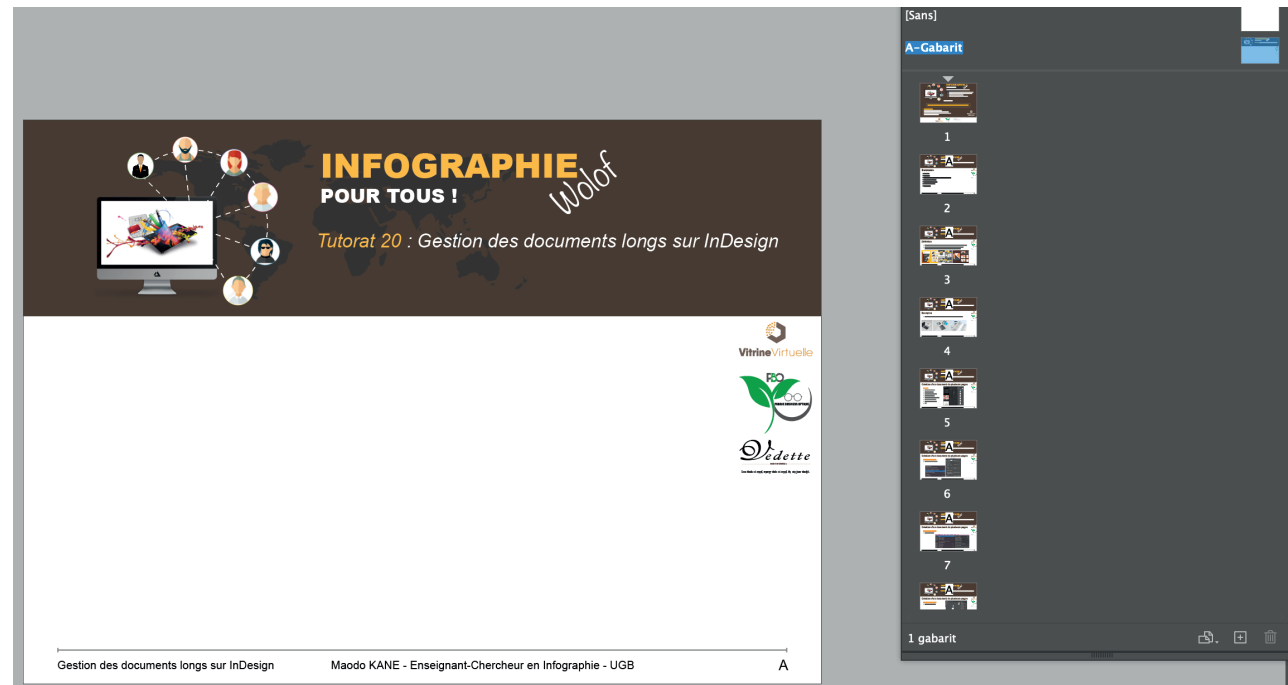 [Sans]
A-Gabarit
INFOGRAPHIE
POUR TOUS !
Wolof
Tutorat 20 : Gestion des documents longs sur InDesign
VitrineVirtuelle
Vedette
Gestion des documents longs sur InDesign
Maodo KANE - Enseignant-Chercheur en Infographie - UGB
A
1
A
2
A
3
A
4
A
5
A
6
A
7
A
1 gabarit